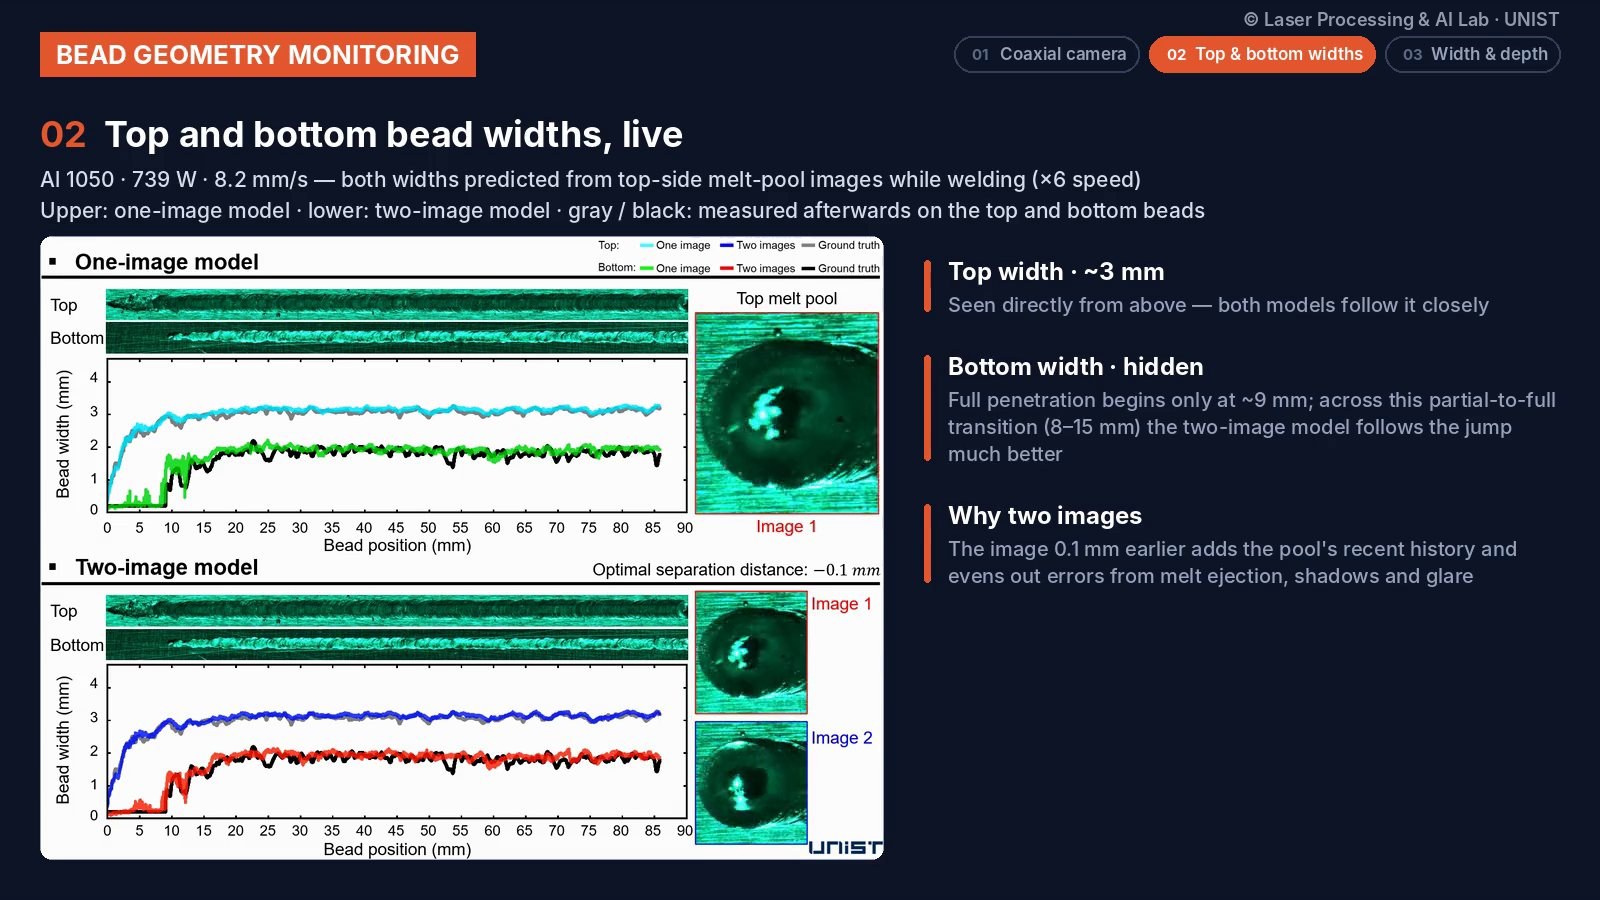 © Laser Processing & AI Lab · UNIST
BEAD GEOMETRY MONITORING
01 Coaxial camera
02 Top & bottom widths
03 Width & depth
02 Top and bottom bead widths, live
Al 1050 · 739 W · 8.2 mm/s — both widths predicted from top-side melt-pool images while welding (×6 speed)
Upper: one-image model · lower: two-image model · gray / black: measured afterwards on the top and bottom beads
▪ One-image model
Top: One image Two images Ground truth
Bottom: One image Two images Ground truth
Top
Bottom
Top melt pool
Bead width (mm)
4
3
2
1
0
0 5 10 15 20 25 30 35 40 45 50 55 60 65 70 75 80 85 90
Bead position (mm)
Image 1
▪ Two-image model
Optimal separation distance: −0.1 mm
Top
Bottom
Image 1
Bead width (mm)
4
3
2
1
0
Image 2
0 5 10 15 20 25 30 35 40 45 50 55 60 65 70 75 80 85 90
Bead position (mm)
UNIST
Top width · ~3 mm
Seen directly from above — both models follow it closely
Bottom width · hidden
Full penetration begins only at ~9 mm; across this partial-to-full
transition (8–15 mm) the two-image model follows the jump
much better
Why two images
The image 0.1 mm earlier adds the pool's recent history and
evens out errors from melt ejection, shadows and glare